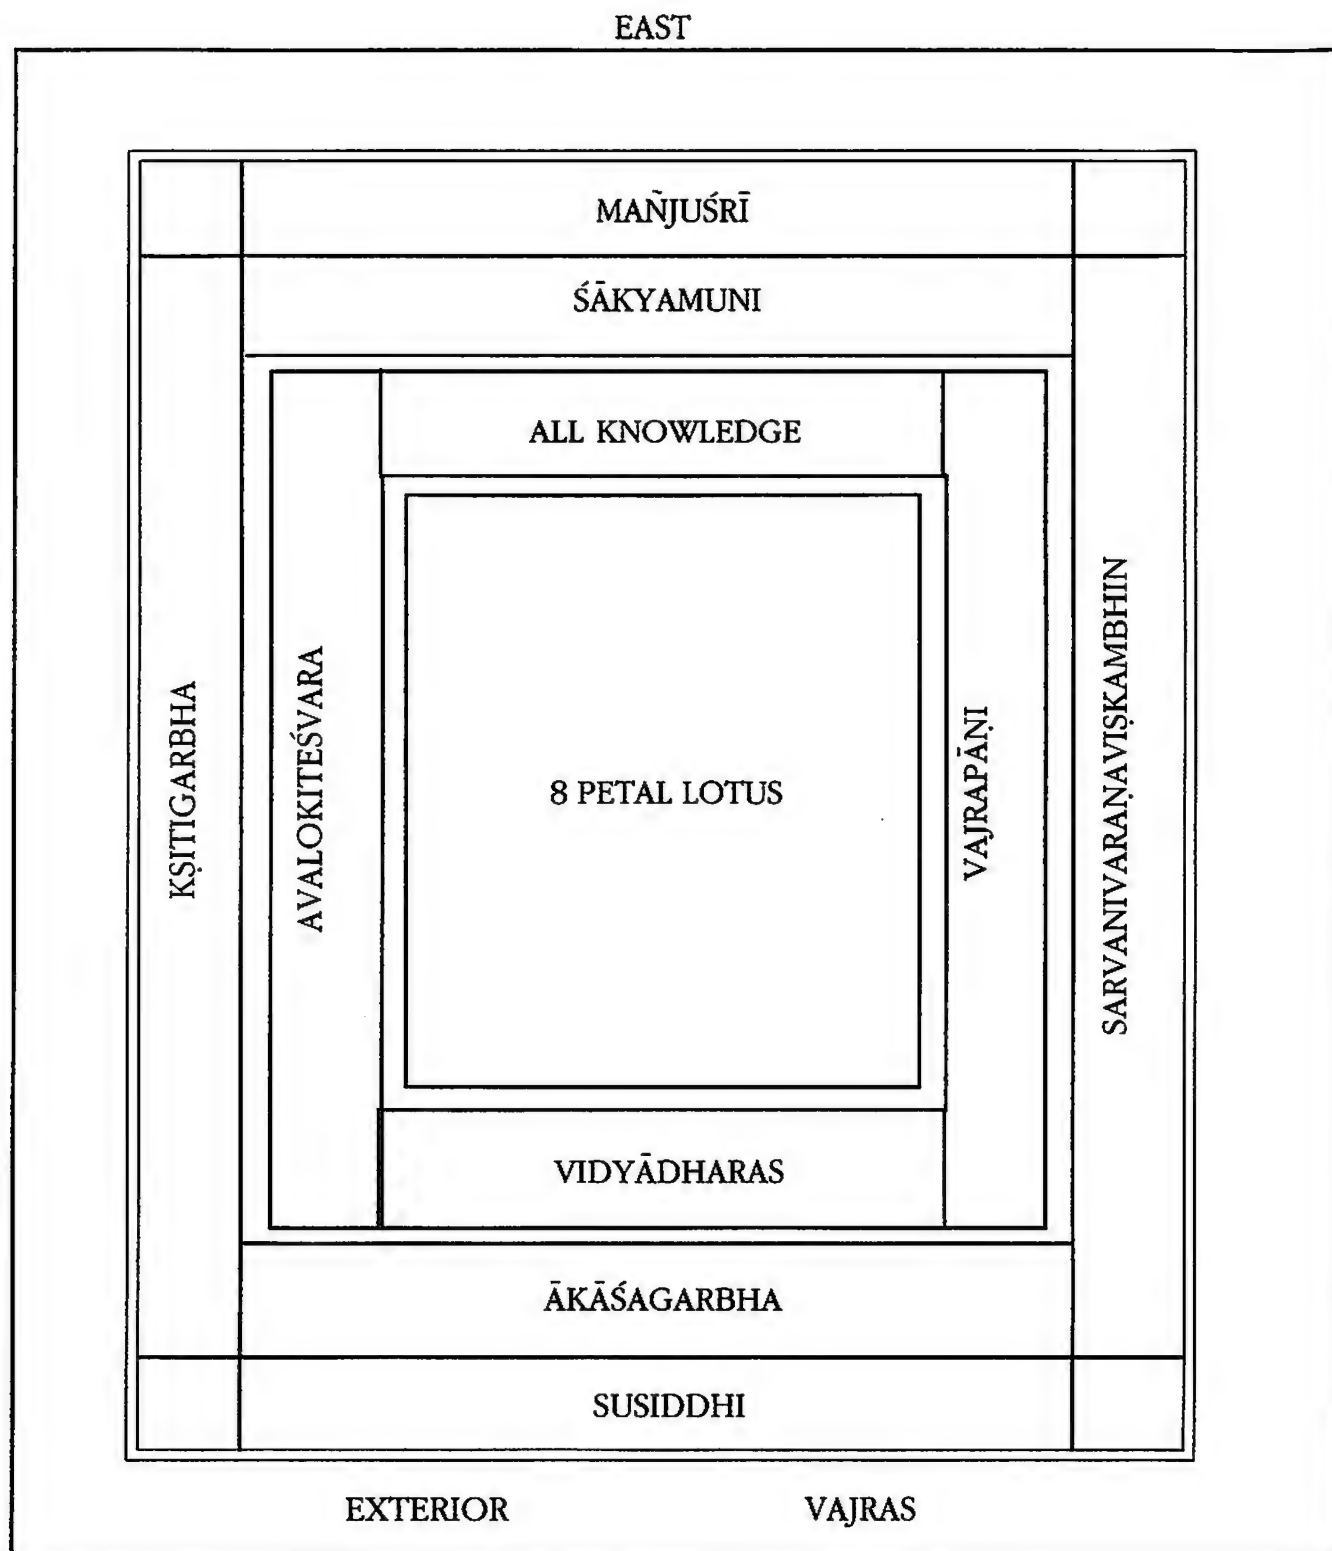 EAST
MAÑJUŚRĪ
ŚĀKYAMUNI
ALL KNOWLEDGE
KṢITIGARBHA
AVALOKITEŚVARA
8 PETAL LOTUS
VAJRAPĀṆI
SARVANIVARAṆAVIṢKAMBHIN
VIDYĀDHARAS
ĀKĀŚAGARBHA
SUSIDDHI
EXTERIOR VAJRAS